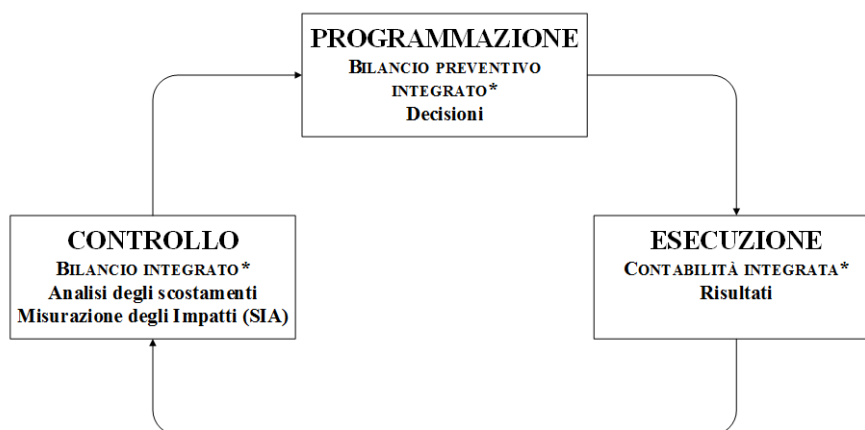 PROGRAMMAZIONE
BILANCIO PREVENTIVO
INTEGRATO*
Decisioni
CONTROLLO
BILANCIO INTEGRATO*
Analisi degli scostamenti
Misurazione degli Impatti (SIA)
ESECUZIONE
CONTABILITÀ INTEGRATA*
Risultati